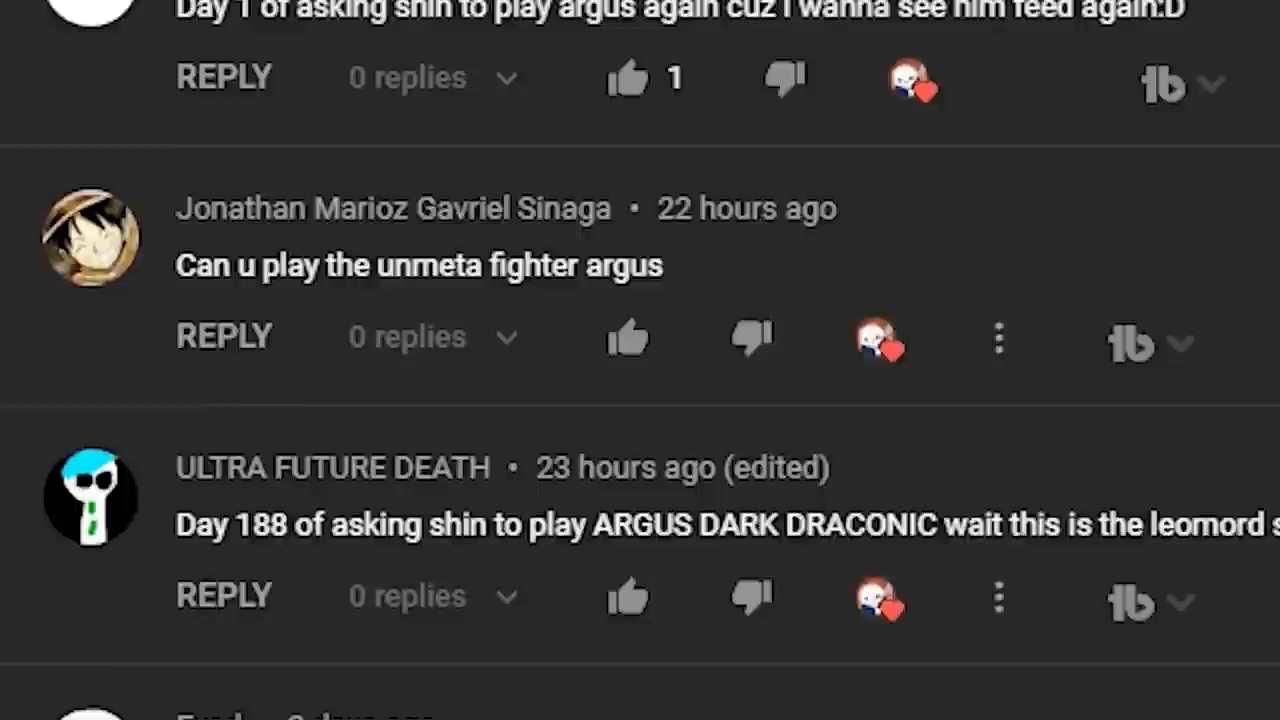 Day 1 of asking shin to play argus again cuz I wanna see him feed again:D
REPLY 0 replies 1
Jonathan Marioz Gavriel Sinaga • 22 hours ago
Can u play the unmeta fighter argus
REPLY 0 replies
ULTRA FUTURE DEATH • 23 hours ago (edited)
Day 188 of asking shin to play ARGUS DARK DRACONIC wait this is the leomord s
REPLY 0 replies